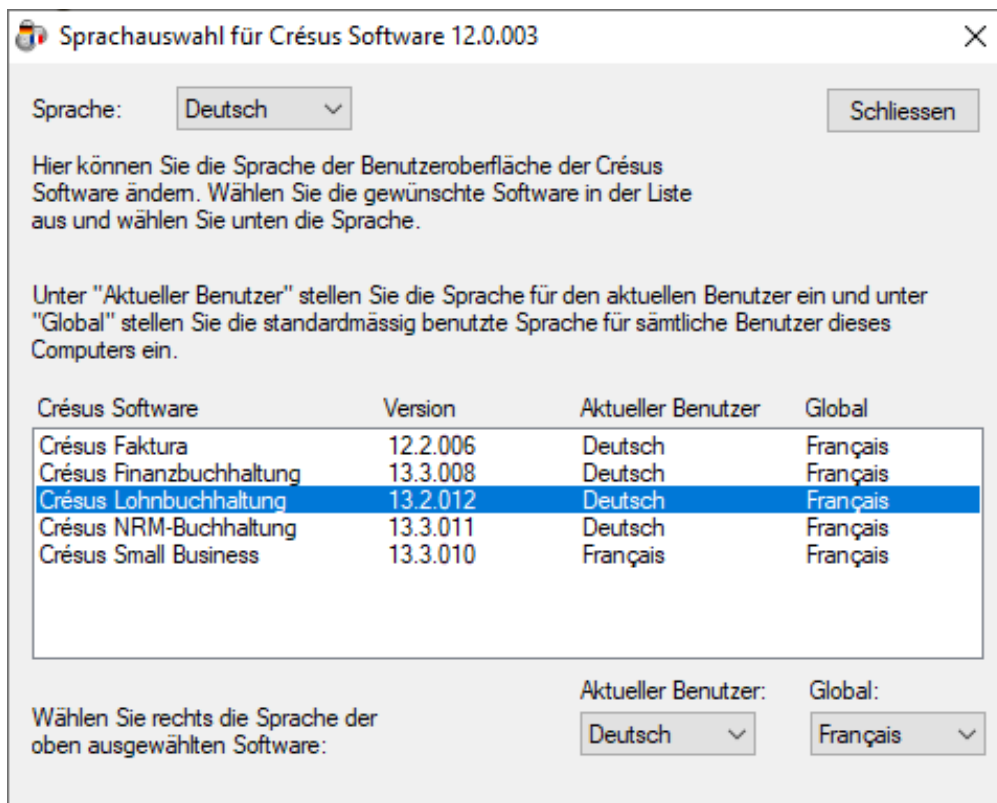 Sprachauswahl für Crésus Software 12.0.003
Sprache: Deutsch Schliessen
Hier können Sie die Sprache der Benutzeroberfläche der Crésus
Software ändern. Wählen Sie die gewünschte Software in der Liste
aus und wählen Sie unten die Sprache.
Unter "Aktueller Benutzer" stellen Sie die Sprache für den aktuellen Benutzer ein und unter
"Global" stellen Sie die standardmässig benutzte Sprache für sämtliche Benutzer dieses
Computers ein.
Crésus Software Version Aktueller Benutzer Global
Crésus Faktura 12.2.006 Deutsch Français
Crésus Finanzbuchhaltung 13.3.008 Deutsch Français
Crésus Lohnbuchhaltung 13.2.012 Deutsch Français
Crésus NRM-Buchhaltung 13.3.011 Deutsch Français
Crésus Small Business 13.3.010 Français Français
Aktueller Benutzer: Global:
Wählen Sie rechts die Sprache der
oben ausgewählten Software:
Deutsch Français